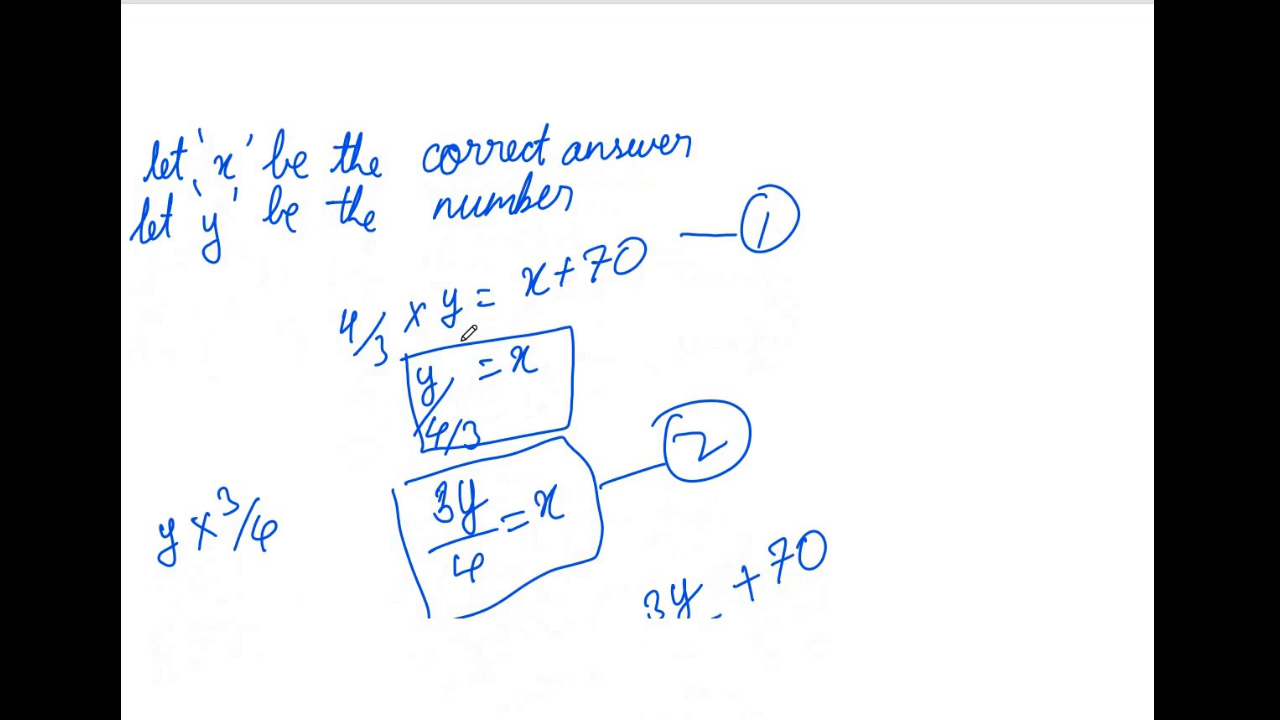 let 'x' be the correct answer
let 'y' be the number
4/3 × y = x + 70 — 1
y/4/3 = x
3y/4 = x — 2
y × 3/4
3y + 70